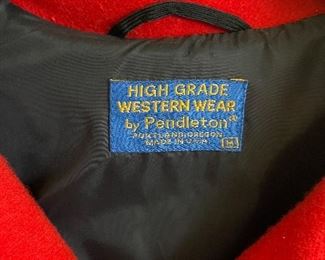 HIGH GRADE
WESTERN WEAR
by Pendleton®
PORTLAND, OREGON
MADE IN U.S.A.